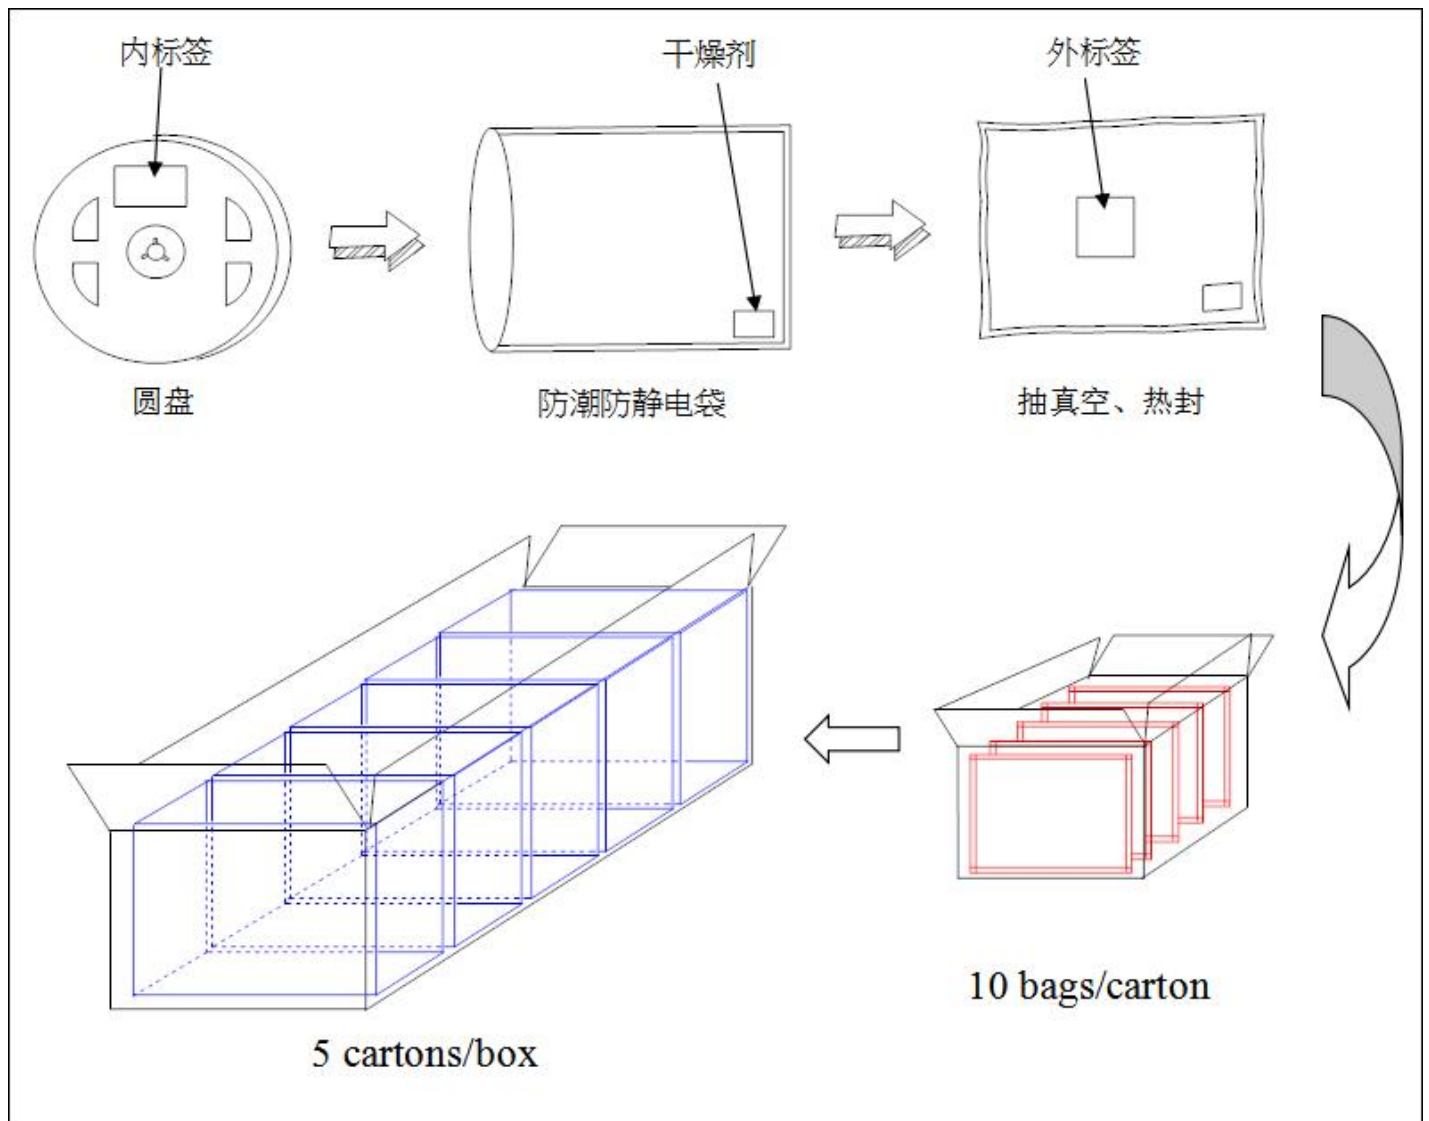 内标签
干燥剂
外标签
圆盘
防潮防静电袋
抽真空、热封
10 bags/carton
5 cartons/box